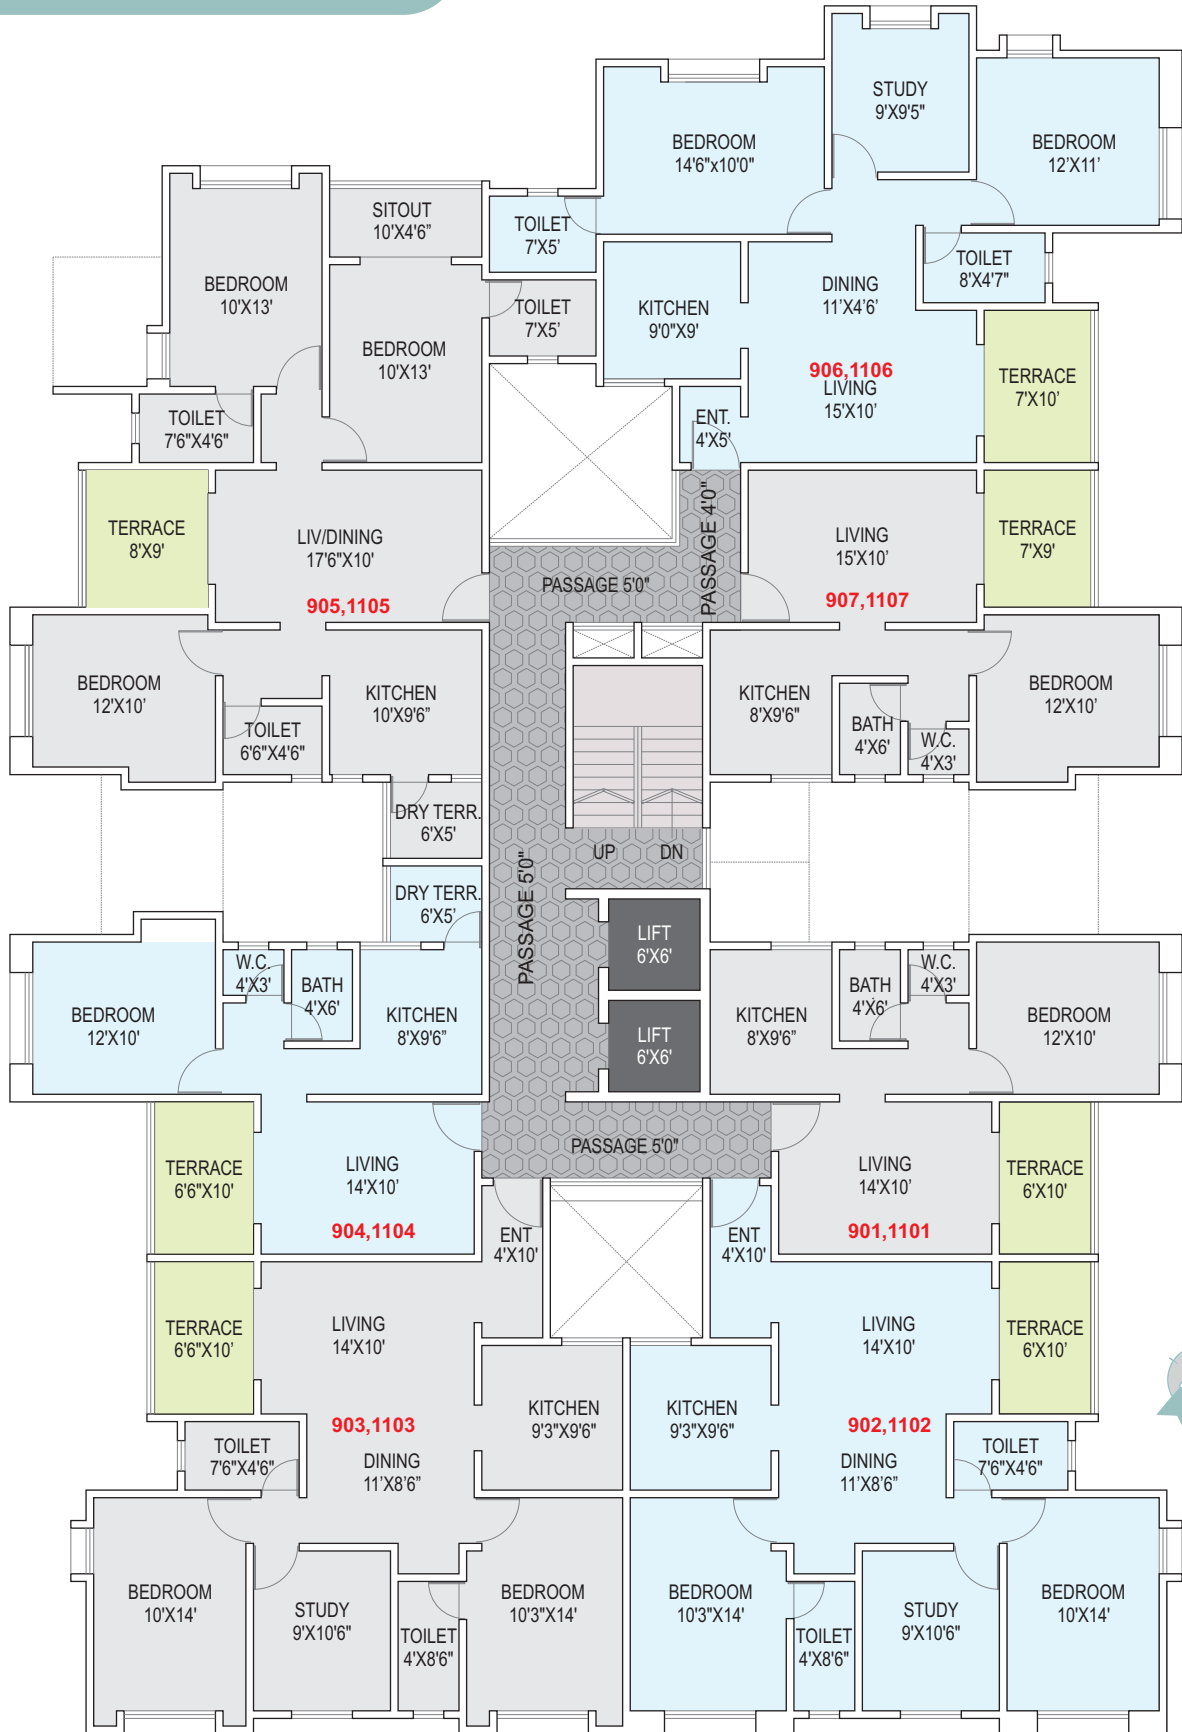 STUDY
9'X9'5"
BEDROOM
14'6"x10'0"
BEDROOM
12'X11'
SITOUT
10'X4'6"
TOILET
7'X5'
TOILET
8'X4'7"
BEDROOM
10'X13'
DINING
11'X4'6'
KITCHEN
9'0"X9'
TOILET
7'X5'
BEDROOM
10'X13'
906,1106
LIVING
15'X10'
TERRACE
7'X10'
TOILET
7'6"X4'6"
ENT.
4'X5'
TERRACE
8'X9'
LIV/DINING
17'6"X10'
905,1105
PASSAGE 5'0"
PASSAGE 4'0"
LIVING
15'X10'
907,1107
TERRACE
7'X9'
BEDROOM
12'X10'
KITCHEN
10'X9'6"
TOILET
6'6"X4'6"
KITCHEN
8'X9'6"
BATH
4'X6'
W.C.
4'X3'
BEDROOM
12'X10'
DRY TERR.
6'X5'
UP
DN
DRY TERR.
6'X5'
PASSAGE 5'0"
LIFT
6'X6'
LIFT
6'X6'
BEDROOM
12'X10'
W.C.
4'X3'
BATH
4'X6'
KITCHEN
8'X9'6"
KITCHEN
8'X9'6"
BATH
4'X6'
W.C.
4'X3'
BEDROOM
12'X10'
PASSAGE 5'0"
TERRACE
6'6"X10'
LIVING
14'X10'
904,1104
ENT
4'X10'
ENT
4'X10'
LIVING
14'X10'
901,1101
TERRACE
6'X10'
TERRACE
6'6"X10'
LIVING
14'X10'
903,1103
KITCHEN
9'3"X9'6"
KITCHEN
9'3"X9'6"
LIVING
14'X10'
902,1102
TERRACE
6'X10'
TOILET
7'6"X4'6"
DINING
11'X8'6"
DINING
11'X8'6"
TOILET
7'6"X4'6"
BEDROOM
10'X14'
STUDY
9'X10'6"
TOILET
4'X8'6"
BEDROOM
10'3"X14'
BEDROOM
10'3"X14'
TOILET
4'X8'6"
STUDY
9'X10'6"
BEDROOM
10'X14'